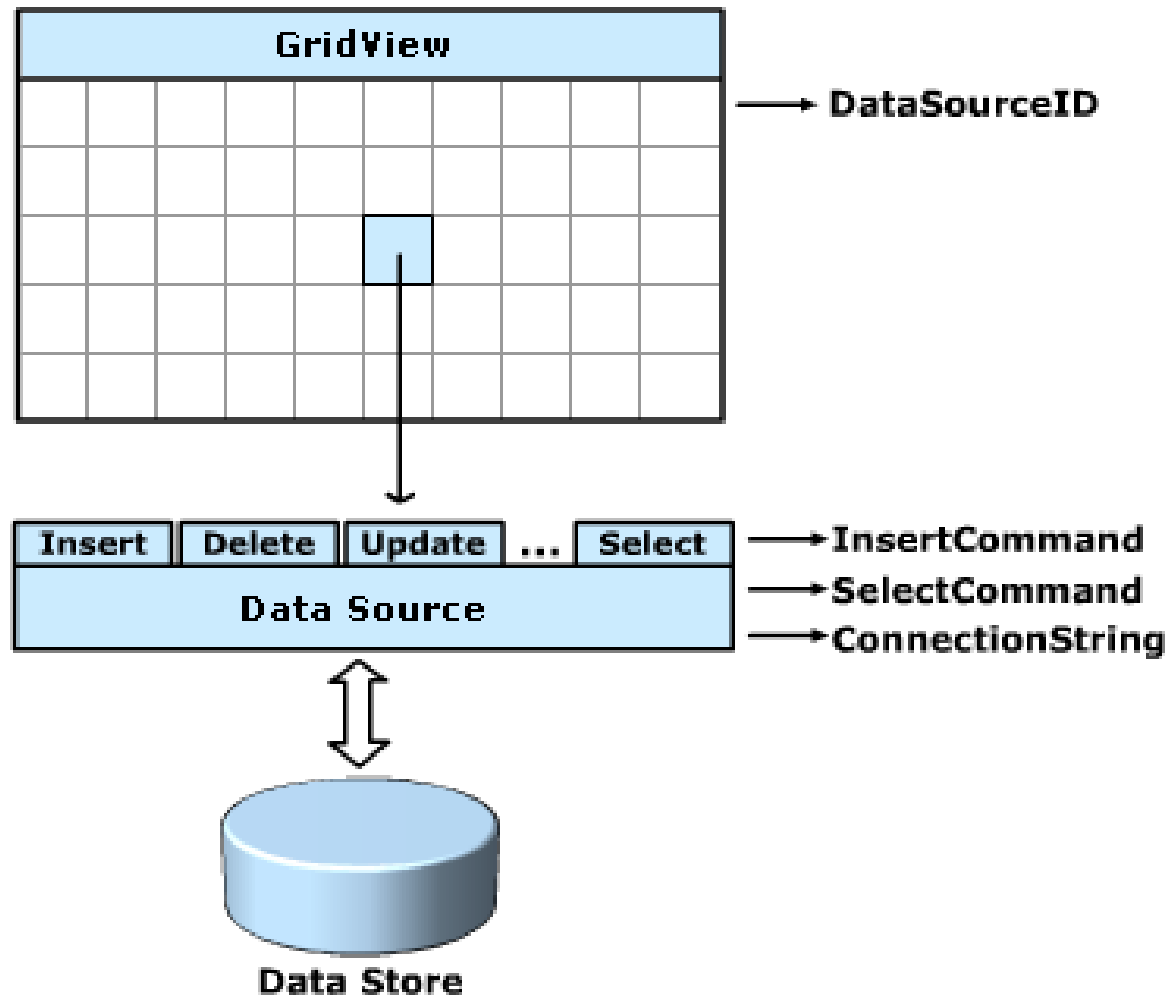 GridView
DataSourceID
Insert Delete Update ... Select
InsertCommand
SelectCommand
Data Source
ConnectionString
Data Store